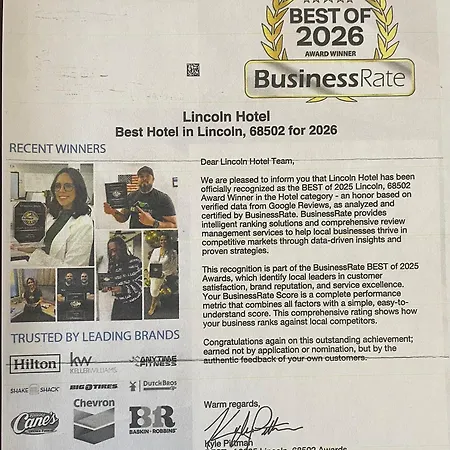 BEST OF
2026
AWARD WINNER
BusinessRate
Lincoln Hotel
Best Hotel in Lincoln, 68502 for 2026
RECENT WINNERS
Dear Lincoln Hotel Team,
We are pleased to inform you that Lincoln Hotel has been
officially recognized as the BEST of 2025 Lincoln, 68502
Award Winner in the Hotel category - an honor based on
verified data from Google Reviews, as analyzed and
certified by BusinessRate. BusinessRate provides
intelligent ranking solutions and comprehensive review
management services to help local businesses thrive in
competitive markets through data-driven insights and
proven strategies.
This recognition is part of the BusinessRate BEST of 2025
Awards, which identify local leaders in customer
satisfaction, brand reputation, and service excellence.
Your BusinessRate Score is a complete performance
metric that combines all factors with a simple, easy-to-
understand score. This comprehensive rating shows how
your business ranks against local competitors.
Congratulations again on this outstanding achievement;
earned not by application or nomination, but by the
authentic feedback of your own customers.
TRUSTED BY LEADING BRANDS
Hilton
kw
KELLERWILLIAMS
ANYTIME
FITNESS
SHAKE SHACK
BIG O TIRES
DutchBros
Cane's
Chevron
BR
BASKIN-ROBBINS
Warm regards,
Kyle Pittman
2025 Lincoln, 68502 Awards